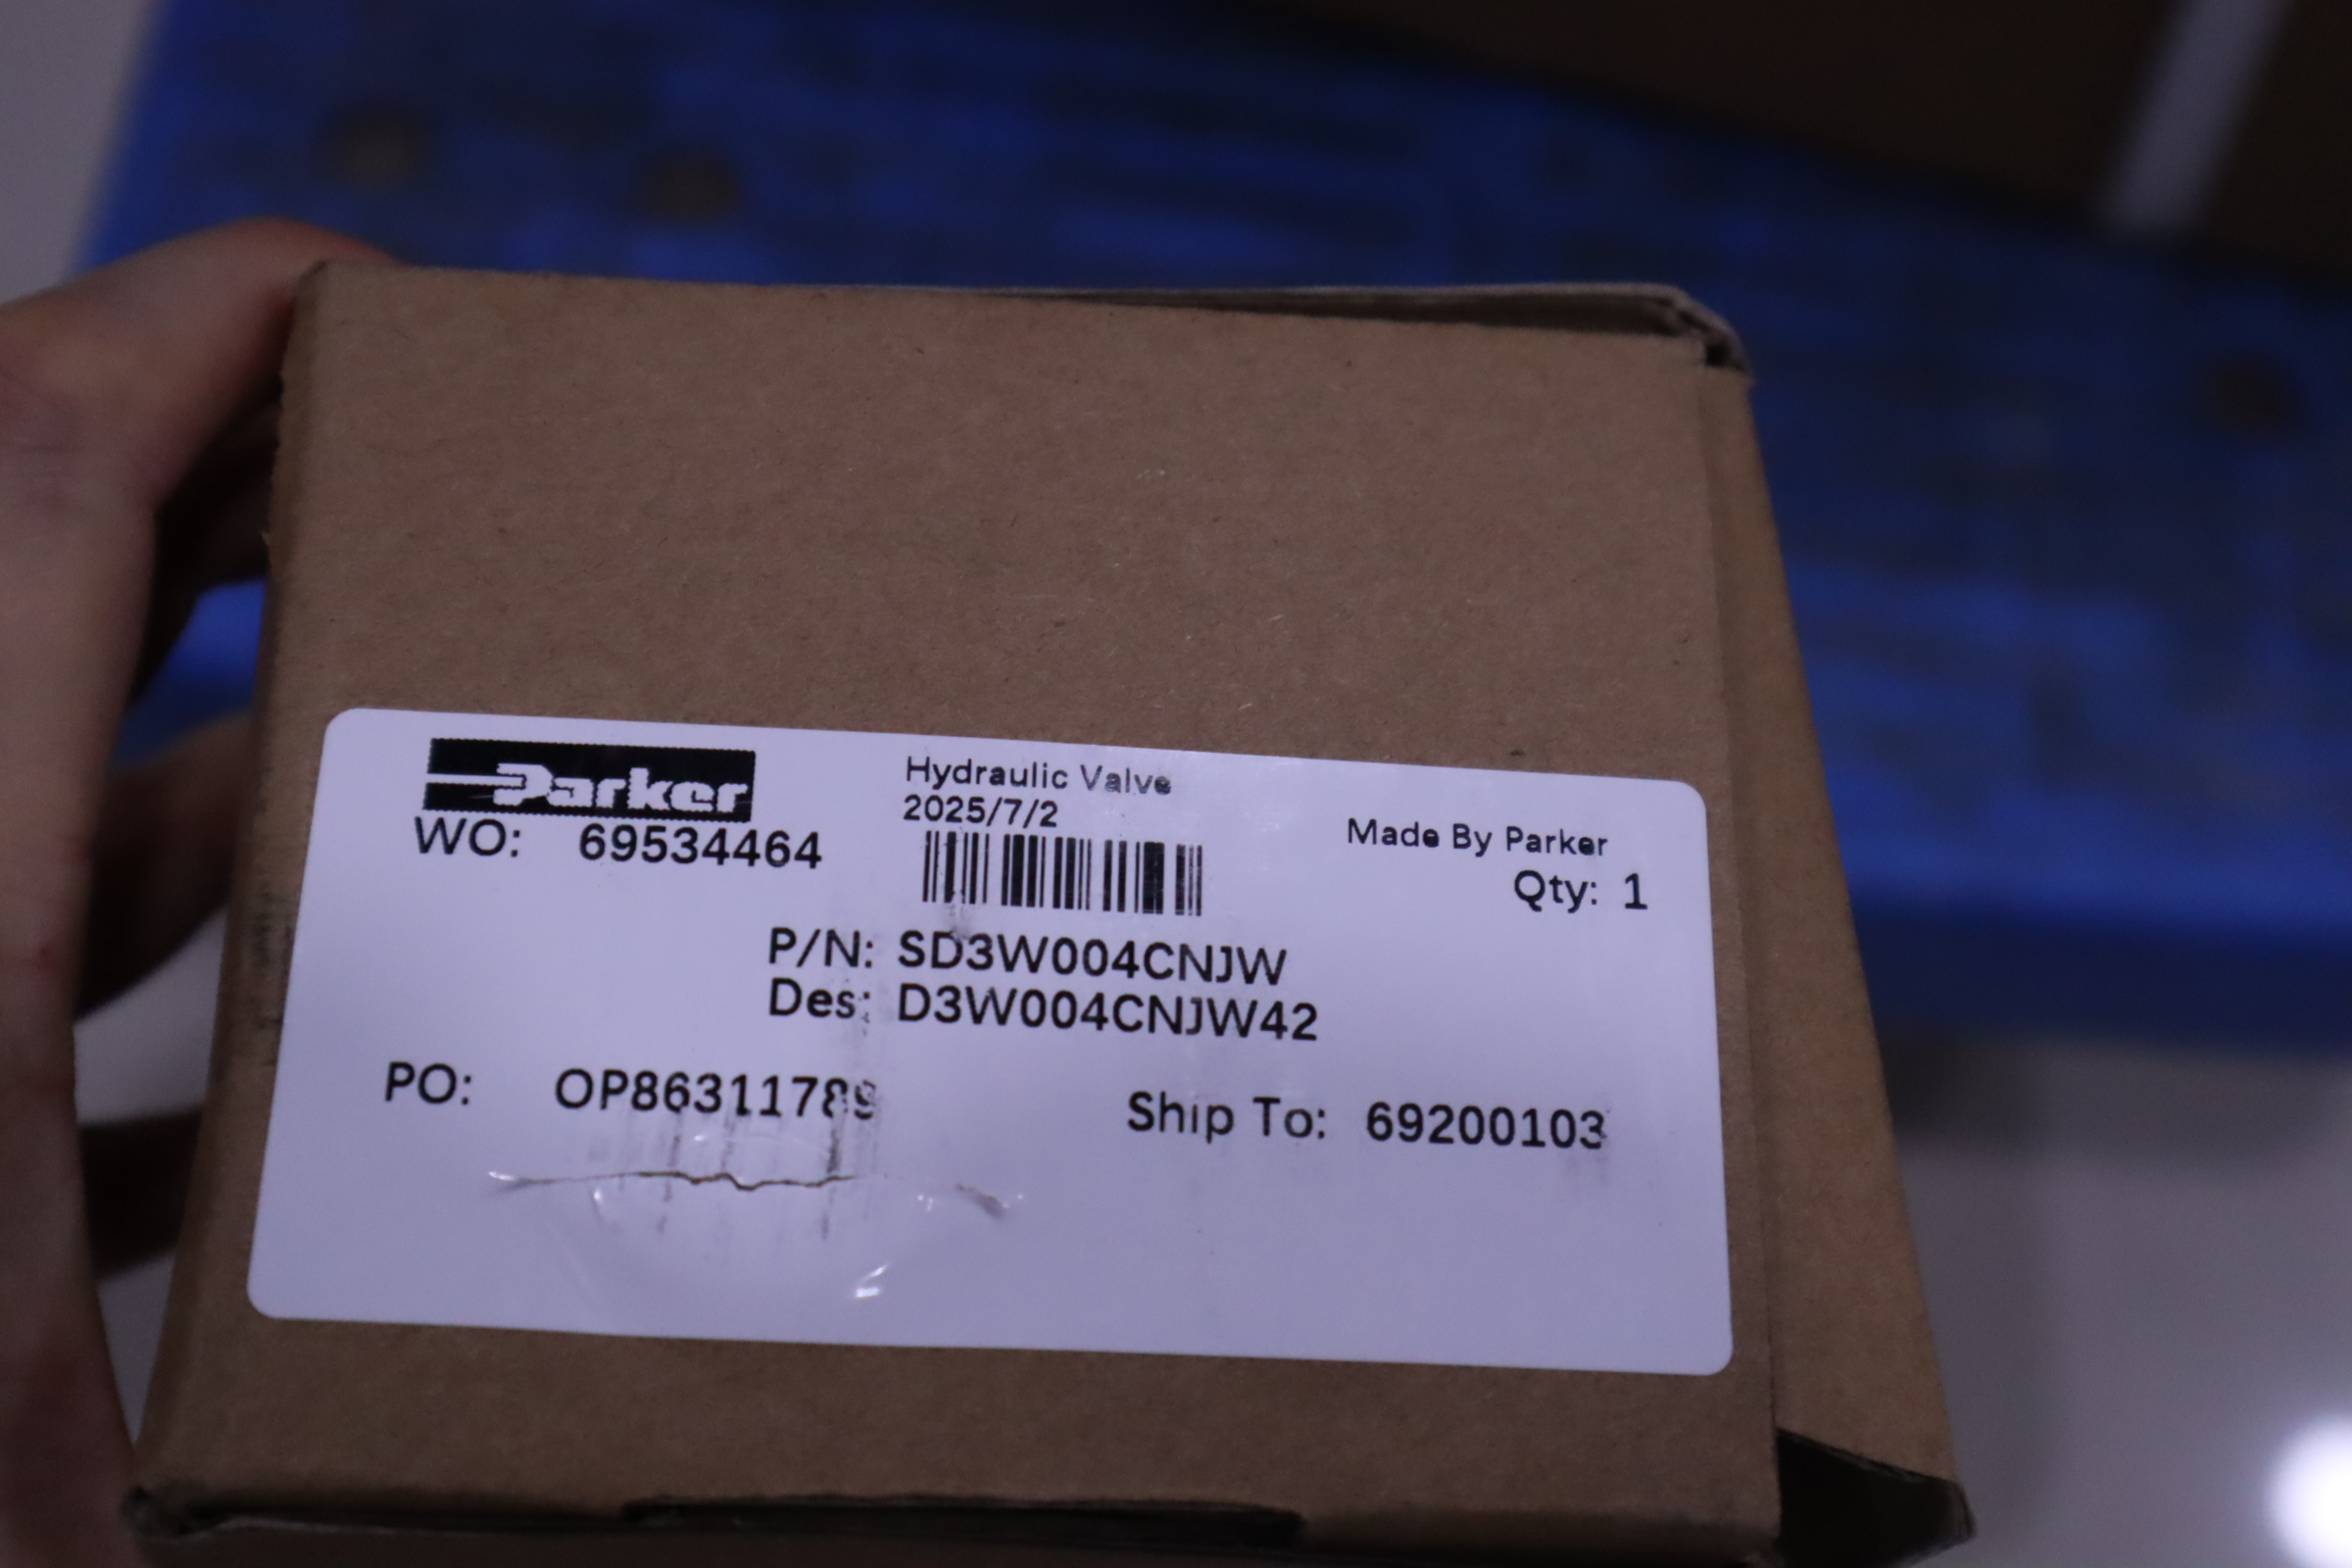 Parker
Hydraulic Valve
2025/7/2
Made By Parker
WO: 69534464
Qty: 1
P/N: SD3W004CNJW
Des: D3W004CNJW42
PO: OP86311789
Ship To: 69200103